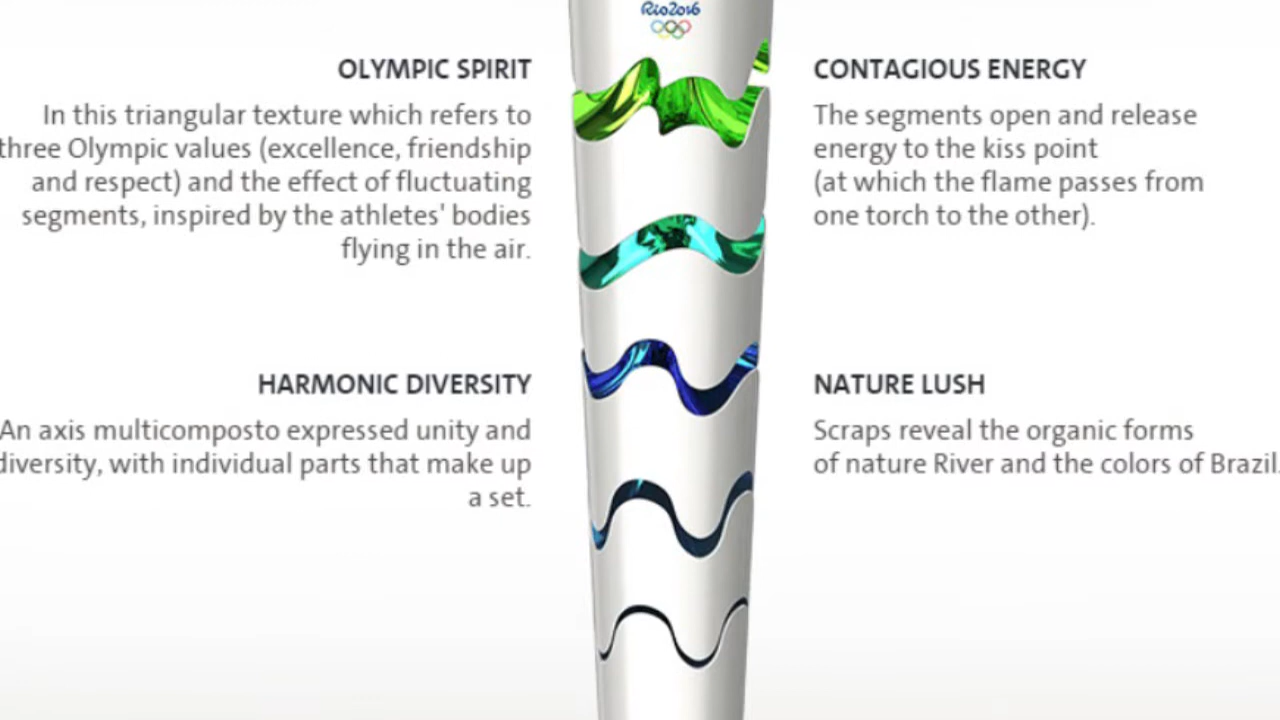 Rio2016
OLYMPIC SPIRIT
In this triangular texture which refers to
three Olympic values (excellence, friendship
and respect) and the effect of fluctuating
segments, inspired by the athletes' bodies
flying in the air.
CONTAGIOUS ENERGY
The segments open and release
energy to the kiss point
(at which the flame passes from
one torch to the other).
HARMONIC DIVERSITY
An axis multicomposto expressed unity and
diversity, with individual parts that make up
a set.
NATURE LUSH
Scraps reveal the organic forms
of nature River and the colors of Brazil.